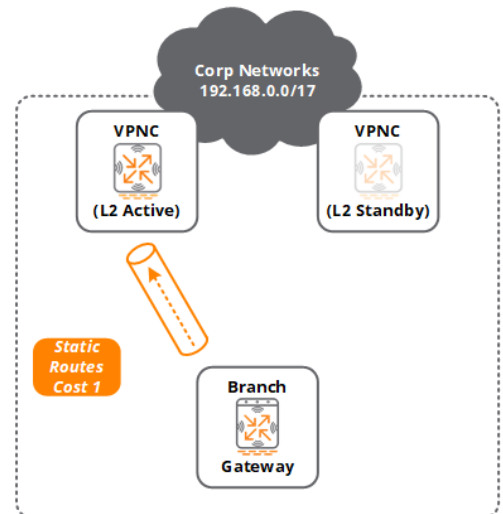 Corp Networks
192.168.0.0/17
VPNC
(L2 Active)
VPNC
(L2 Standby)
Static
Routes
Cost 1
Branch
Gateway